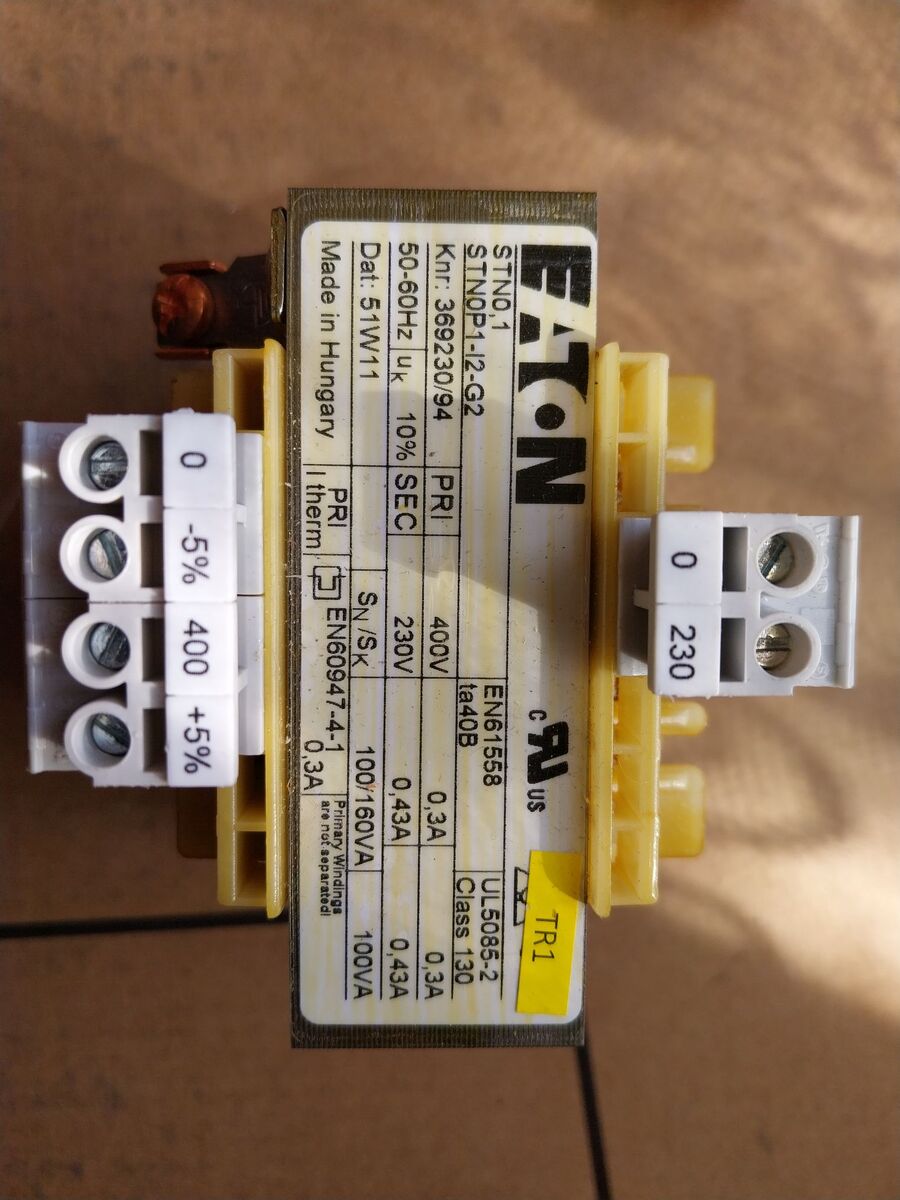 EATON
c UR US
TR1
STN0,1
STN0P1-I2-G2
EN61558
ta40B
UL5085-2
Class 130
Knr: 369230/94 PRI 400V 0,3A 0,3A
50-60Hz uK 10% SEC 230V 0,43A 0,43A
Dat: 51W11 SN/SK 100/160VA 100VA
Made in Hungary
PRI
I therm
EN60947-4-1
0,3A
Primary Windings
are not separated!
0
-5%
400
+5%
0
230